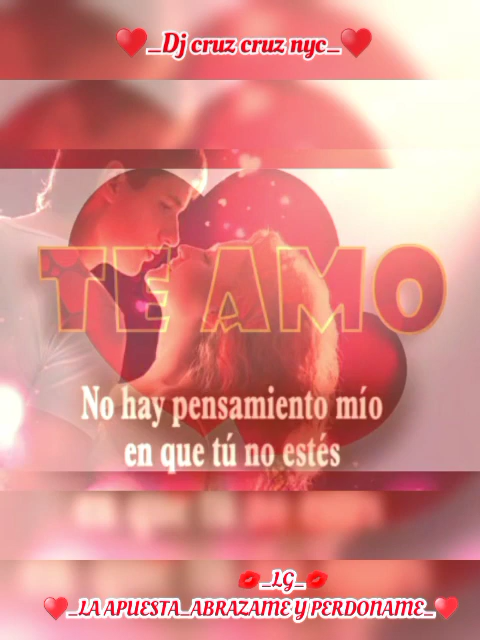 ♥️_Dj cruz cruz nyc_♥️
TE AMO
No hay pensamiento mío
en que tú no estés
💋_LG_💋
♥️_LA APUESTA_ABRAZAME Y PERDONAME_♥️